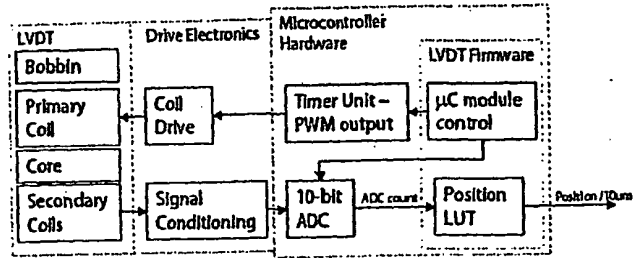 Microcontroller
Hardware
LVDT
Drive Electronics
LVDT Firmware
Bobbin
Primary
Coil
Coil
Drive
Timer Unit –
PWM output
µC module
control
Core
Secondary
Coils
Signal
Conditioning
10-bit
ADC
ADC count
Position
LUT
Position /